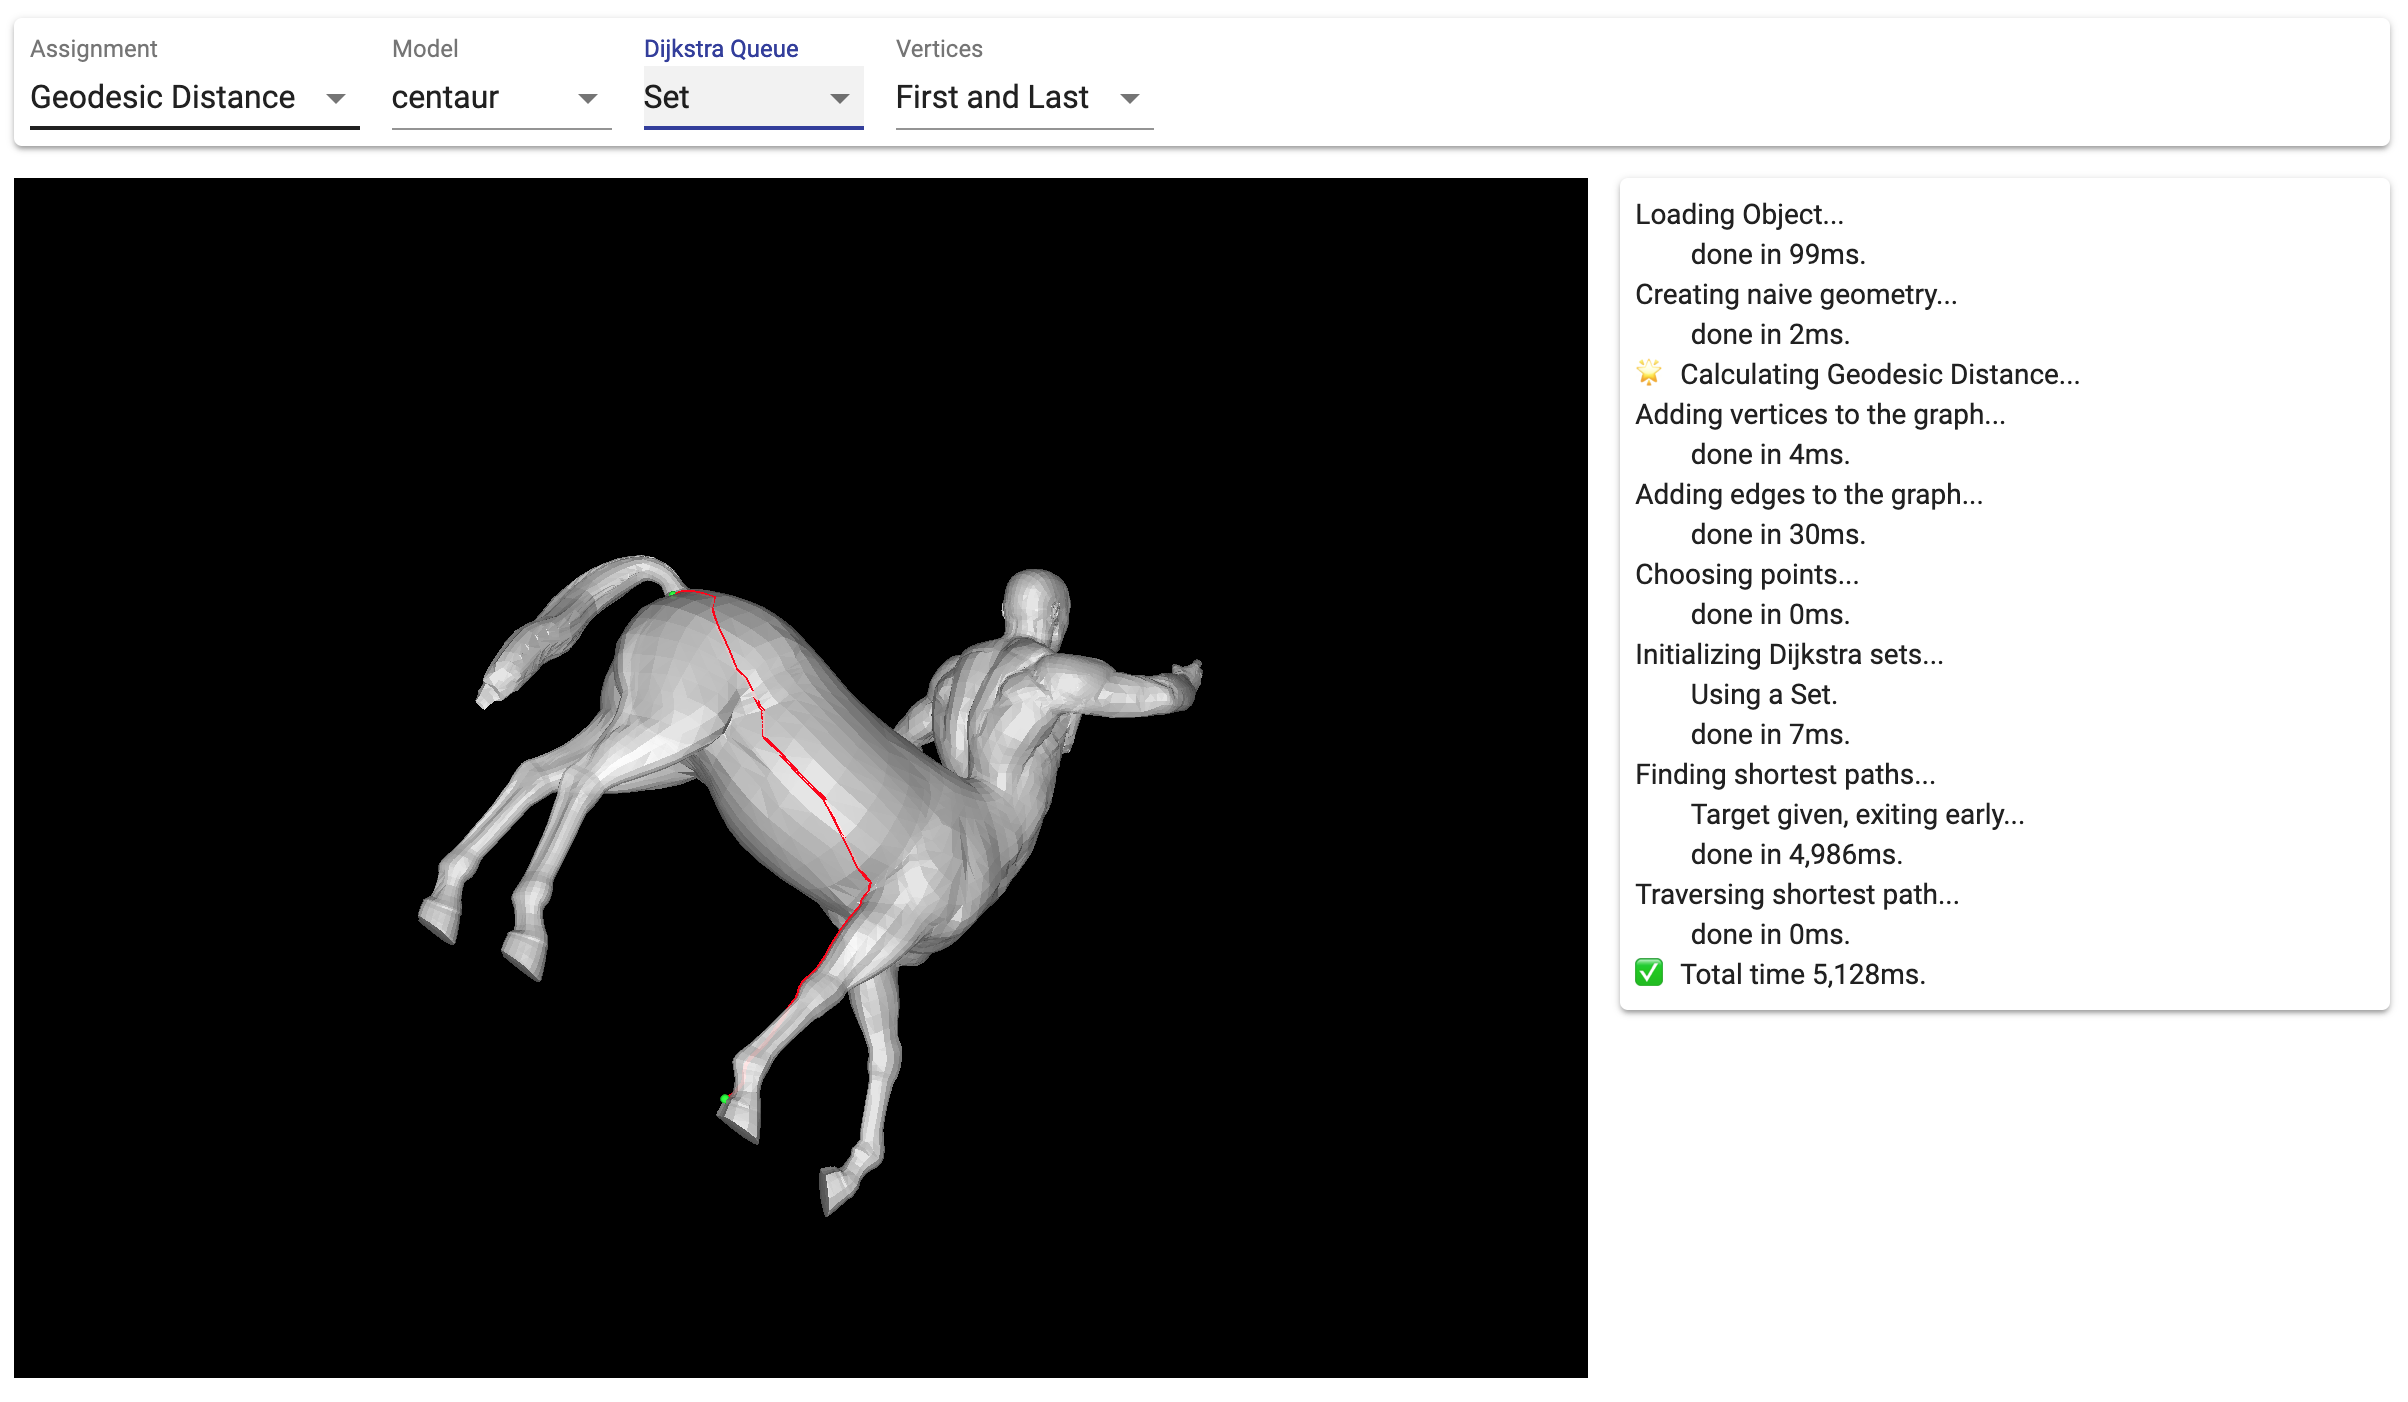 Assignment
Model
Dijkstra Queue
Vertices
Geodesic Distance
centaur
Set
First and Last
Loading Object...
done in 99ms.
Creating naive geometry...
done in 2ms.
🌟 Calculating Geodesic Distance...
Adding vertices to the graph...
done in 4ms.
Adding edges to the graph...
done in 30ms.
Choosing points...
done in 0ms.
Initializing Dijkstra sets...
Using a Set.
done in 7ms.
Finding shortest paths...
Target given, exiting early...
done in 4,986ms.
Traversing shortest path...
done in 0ms.
✅ Total time 5,128ms.